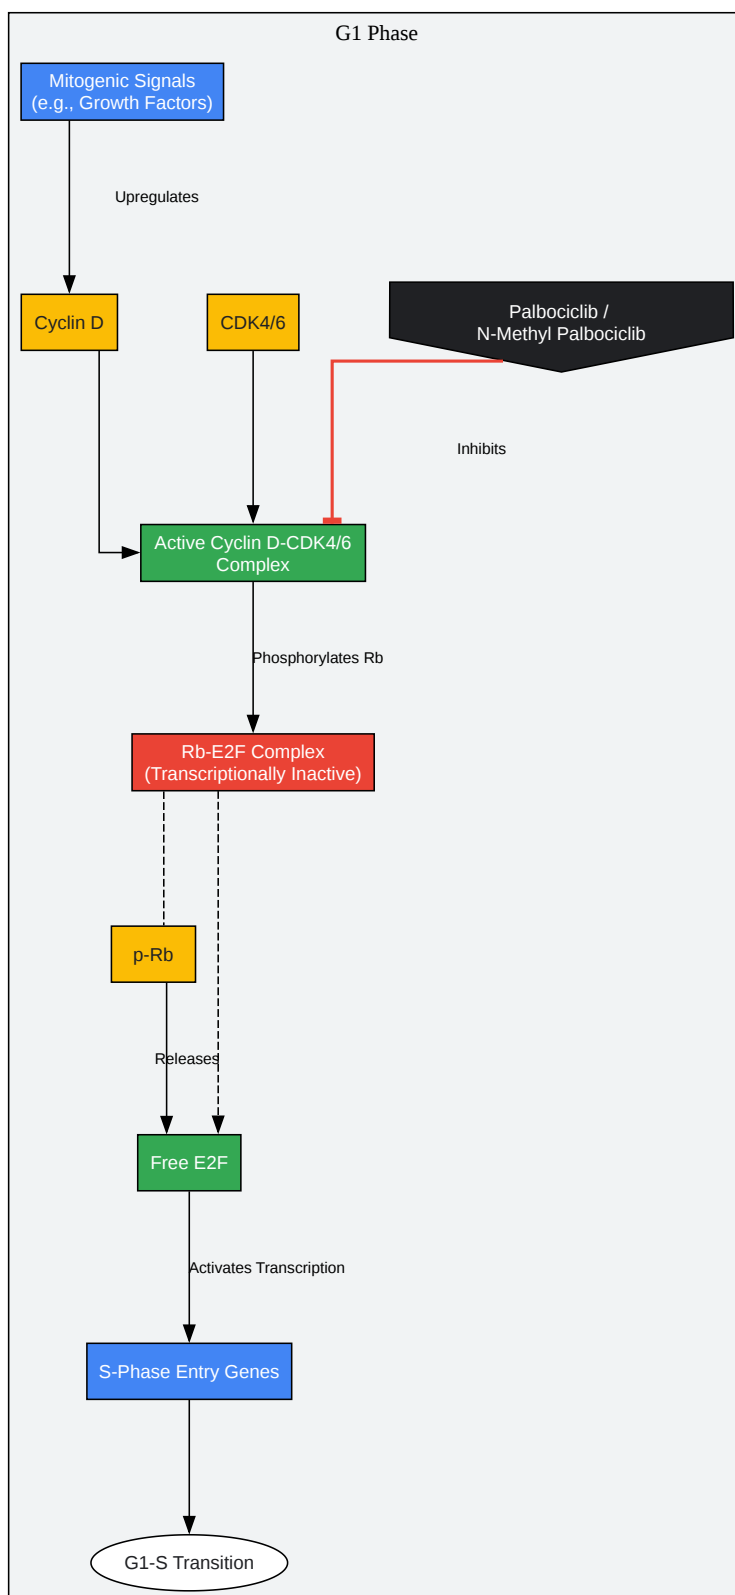 G1 Phase
Mitogenic Signals
(e.g., Growth Factors)
Upregulates
Cyclin D
CDK4/6
Palbociclib /
N-Methyl Palbociclib
Inhibits
Active Cyclin D-CDK4/6
Complex
Phosphorylates Rb
Rb-E2F Complex
(Transcriptionally Inactive)
p-Rb
Releases
Free E2F
Activates Transcription
S-Phase Entry Genes
G1-S Transition